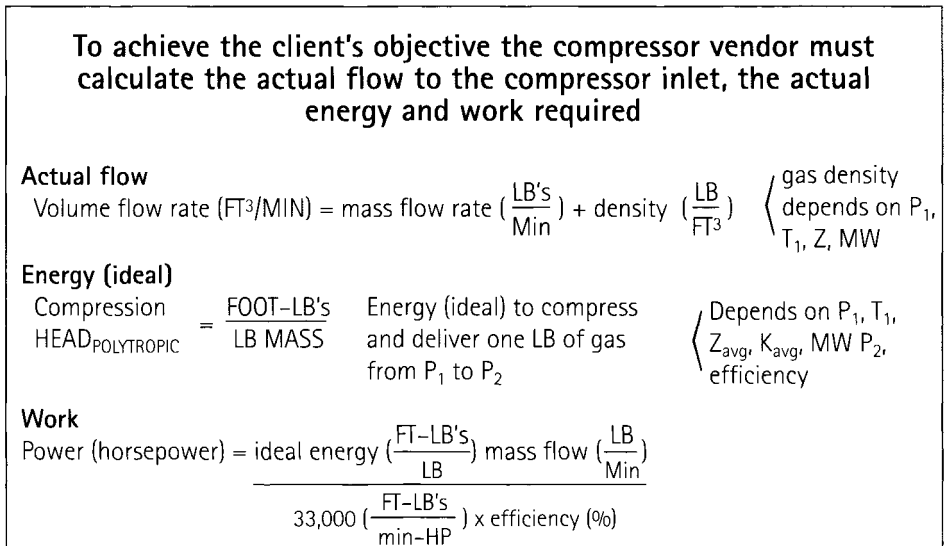 To achieve the client's objective the compressor vendor must
calculate the actual flow to the compressor inlet, the actual
energy and work required
Actual flow
Volume flow rate (FT³/MIN) = mass flow rate (LB's/Min) + density (LB/FT³)
gas density
depends on P₁,
T₁, Z, MW
Energy (ideal)
Compression
HEAD_POLYTROPIC = FOOT-LB's/LB MASS
Energy (ideal) to compress
and deliver one LB of gas
from P₁ to P₂
Depends on P₁, T₁,
Z_avg, K_avg, MW P₂,
efficiency
Work
Power (horsepower) = ideal energy (FT-LB's/LB) mass flow (LB/Min)
33,000 (FT-LB's/min-HP) x efficiency (%)